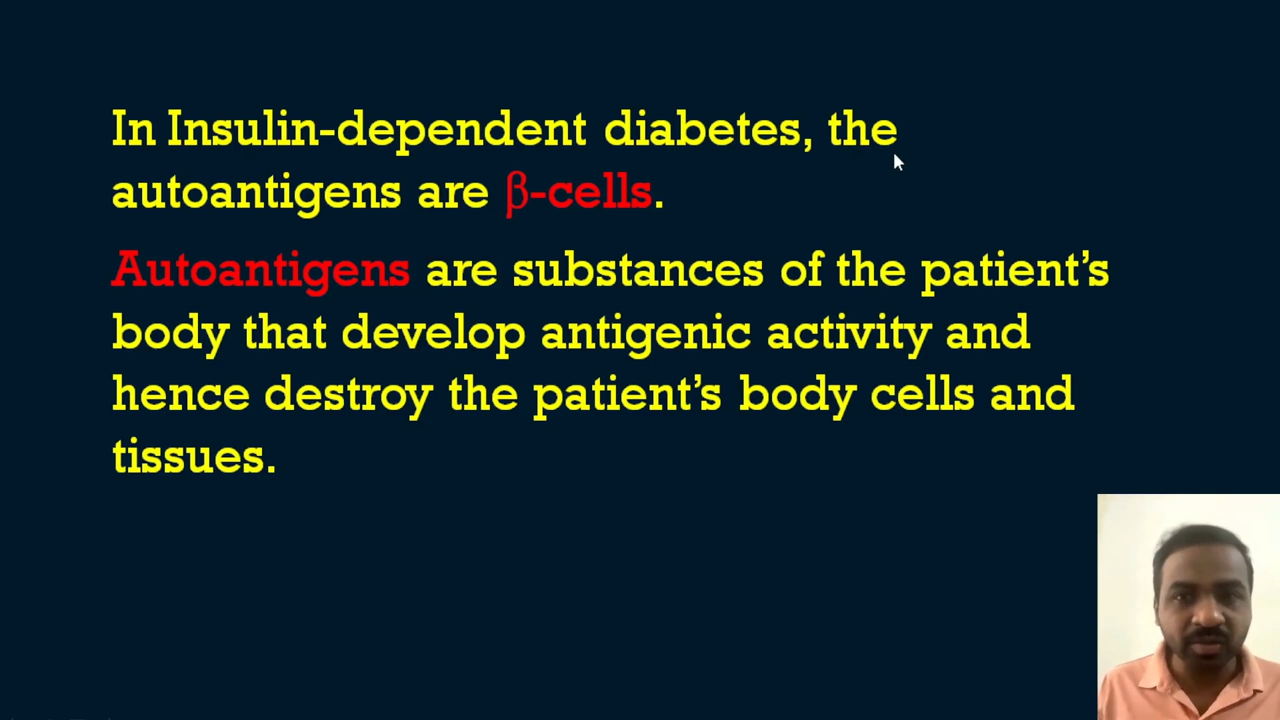 In Insulin-dependent diabetes, the
autoantigens are β-cells.
Autoantigens are substances of the patient’s
body that develop antigenic activity and
hence destroy the patient’s body cells and
tissues.